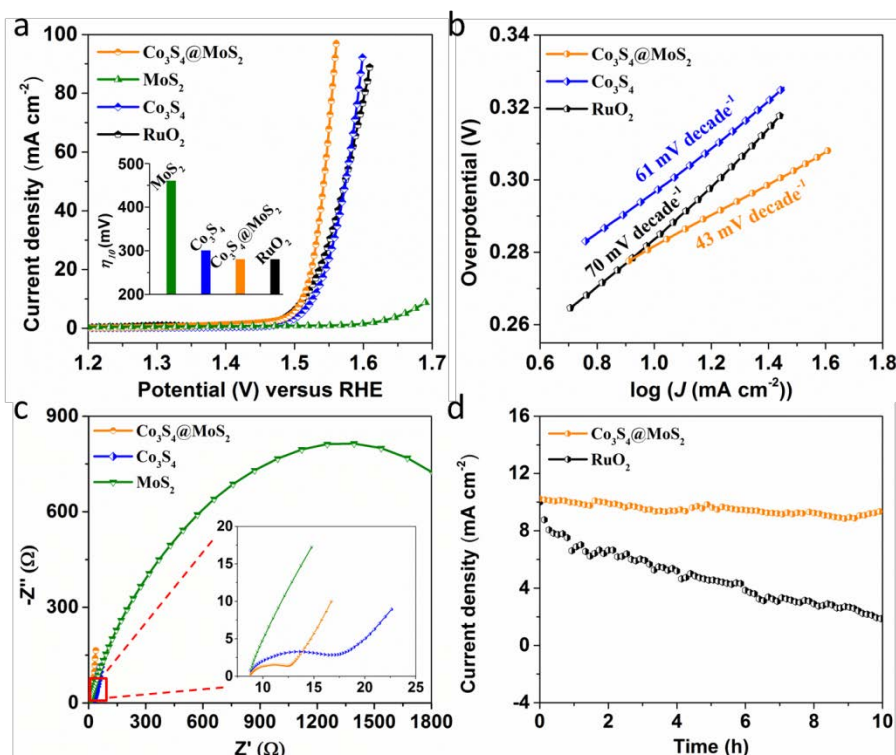 a
Current density (mA cm⁻²)
100
80
60
40
20
0
Co₃S₄@MoS₂
MoS₂
Co₃S₄
RuO₂
η₁₀ (mV)
500
400
300
200
MoS₂
Co₃S₄
Co₃S₄@MoS₂
RuO₂
1.2 1.3 1.4 1.5 1.6 1.7
Potential (V) versus RHE
b
Overpotential (V)
0.34
0.32
0.30
0.28
0.26
Co₃S₄@MoS₂
Co₃S₄
RuO₂
61 mV decade⁻¹
70 mV decade⁻¹
43 mV decade⁻¹
0.6 0.8 1.0 1.2 1.4 1.6 1.8
log (J (mA cm⁻²))
c
-Z'' (Ω)
900
600
300
0
Co₃S₄@MoS₂
Co₃S₄
MoS₂
20
15
10
5
0
10 15 20 25
0 300 600 900 1200 1500 1800
Z' (Ω)
d
Current density (mA cm⁻²)
16
12
8
4
0
-4
Co₃S₄@MoS₂
RuO₂
0 2 4 6 8 10
Time (h)